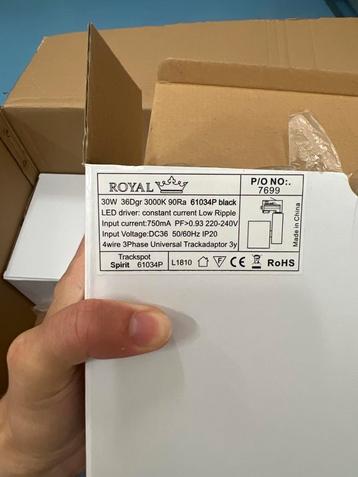 ROYAL
P/O NO:.
7699
30W 36Dgr 3000K 90Ra 61034P black
LED driver: constant current Low Ripple
Input current:750mA PF>0.93 220-240V
Input Voltage:DC36 50/60Hz IP20
4wire 3Phase Universal Trackadaptor 3y
Made in China
Trackspot
Spirit 61034P
L1810 F CE RoHS